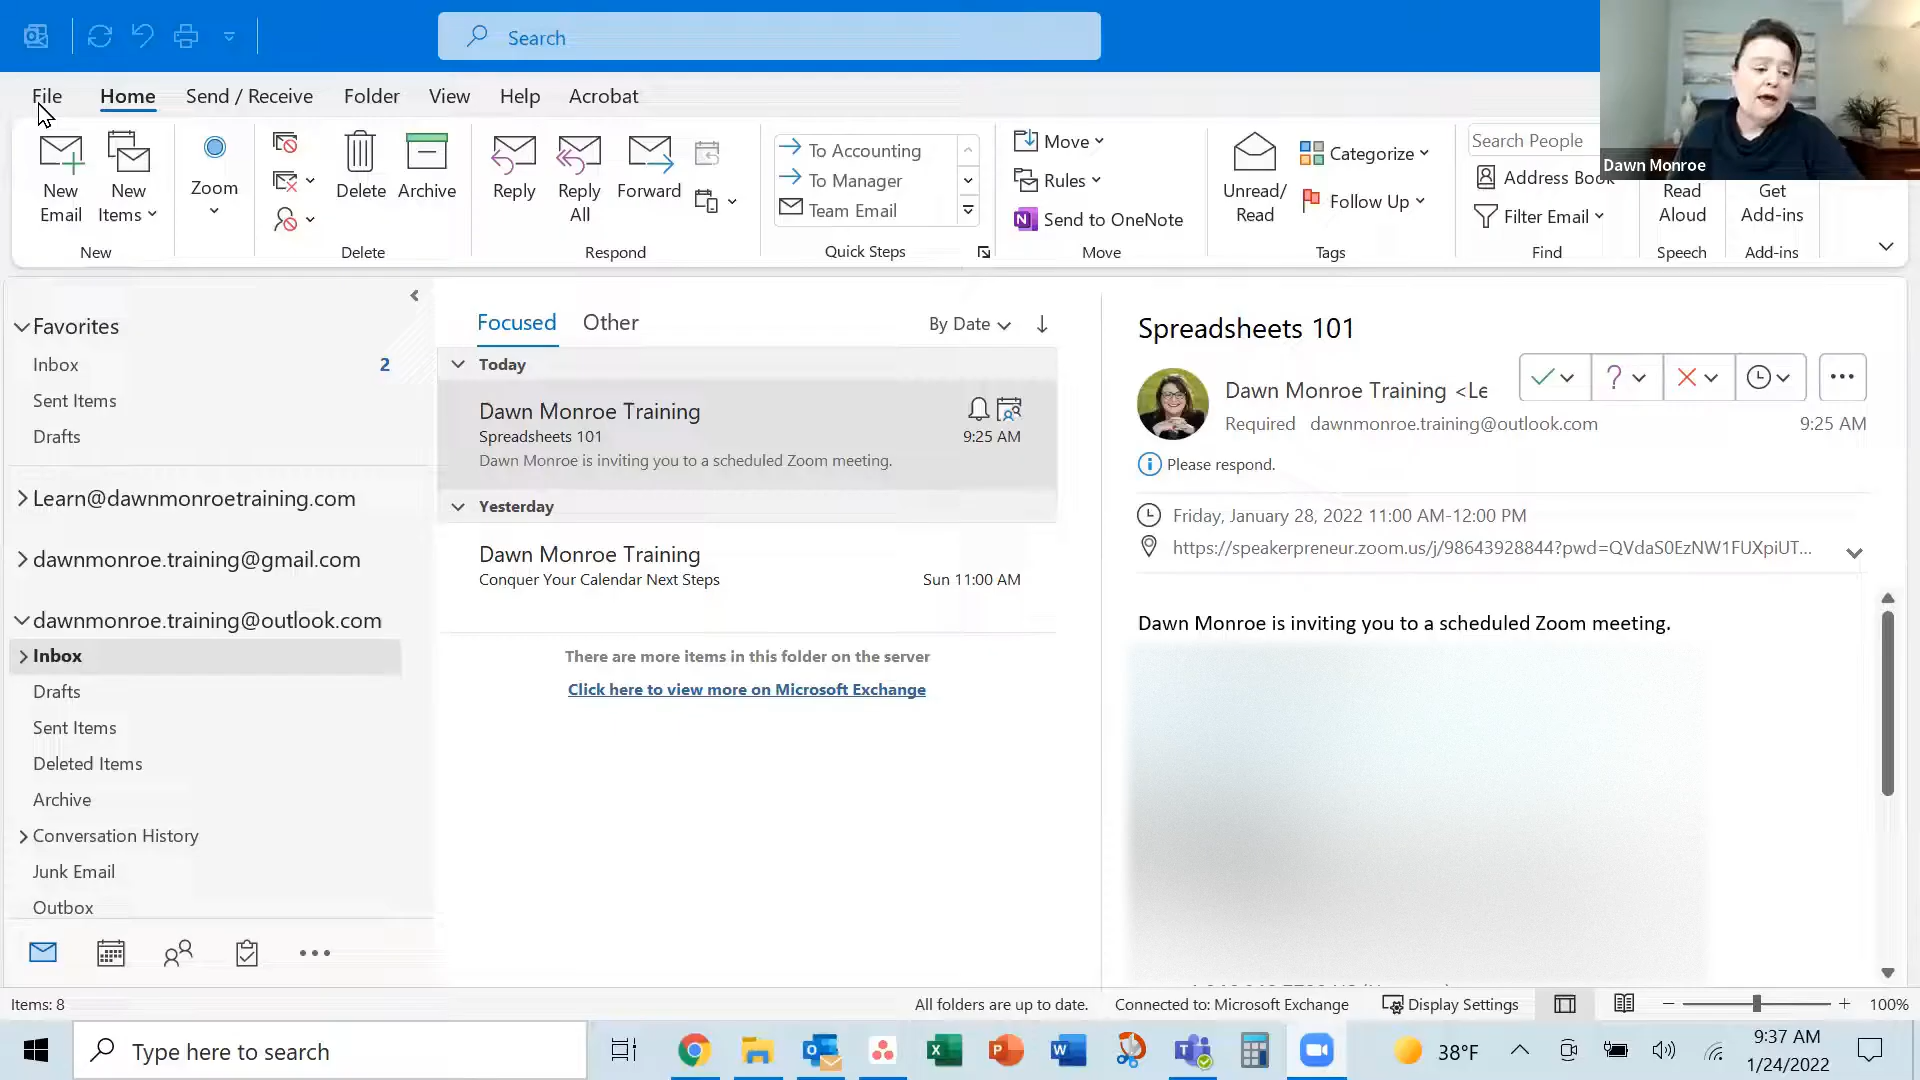 Search
File Home Send / Receive Folder View Help Acrobat
New Email
New Items
New
Zoom
Delete
Archive
Delete
Reply
Reply All
Forward
Respond
To Accounting
To Manager
Team Email
Quick Steps
Move
Rules
Send to OneNote
Move
Unread/ Read
Categorize
Follow Up
Tags
Search People
Address Book
Filter Email
Find
Read Aloud
Speech
Get Add-ins
Add-ins
Dawn Monroe
Favorites
Inbox 2
Sent Items
Drafts
Learn@dawnmonroetraining.com
dawnmonroe.training@gmail.com
dawnmonroe.training@outlook.com
Inbox
Drafts
Sent Items
Deleted Items
Archive
Conversation History
Junk Email
Outbox
Focused Other By Date
Today
Dawn Monroe Training
Spreadsheets 101 9:25 AM
Dawn Monroe is inviting you to a scheduled Zoom meeting.
Yesterday
Dawn Monroe Training
Conquer Your Calendar Next Steps Sun 11:00 AM
There are more items in this folder on the server
Click here to view more on Microsoft Exchange
Spreadsheets 101
Dawn Monroe Training <Le
Required dawnmonroe.training@outlook.com 9:25 AM
Please respond.
Friday, January 28, 2022 11:00 AM-12:00 PM
https://speakerpreneur.zoom.us/j/98643928844?pwd=QVdaS0EzNW1FUXpiUT...
Dawn Monroe is inviting you to a scheduled Zoom meeting.
Items: 8 All folders are up to date. Connected to: Microsoft Exchange Display Settings 100%
Type here to search
38°F
9:37 AM
1/24/2022